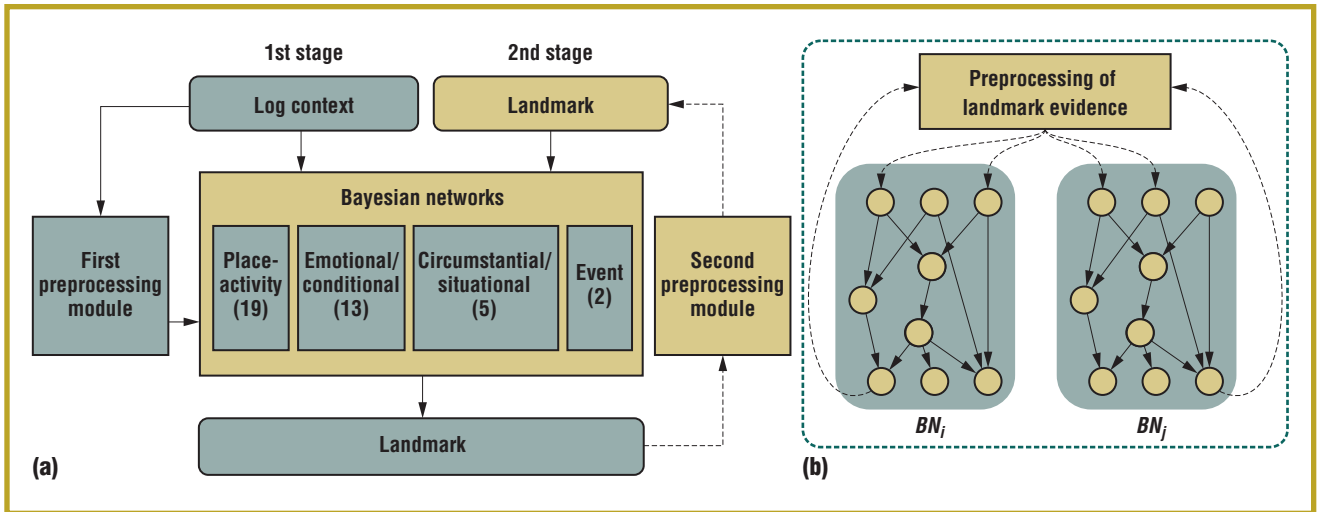 1st stage
2nd stage
Log context
Landmark
First
preprocessing
module
Bayesian networks
Place-
activity
(19)
Emotional/
conditional
(13)
Circumstantial/
situational
(5)
Event
(2)
Second
preprocessing
module
Landmark
(a)
Preprocessing of
landmark evidence
BNi
BNj
(b)